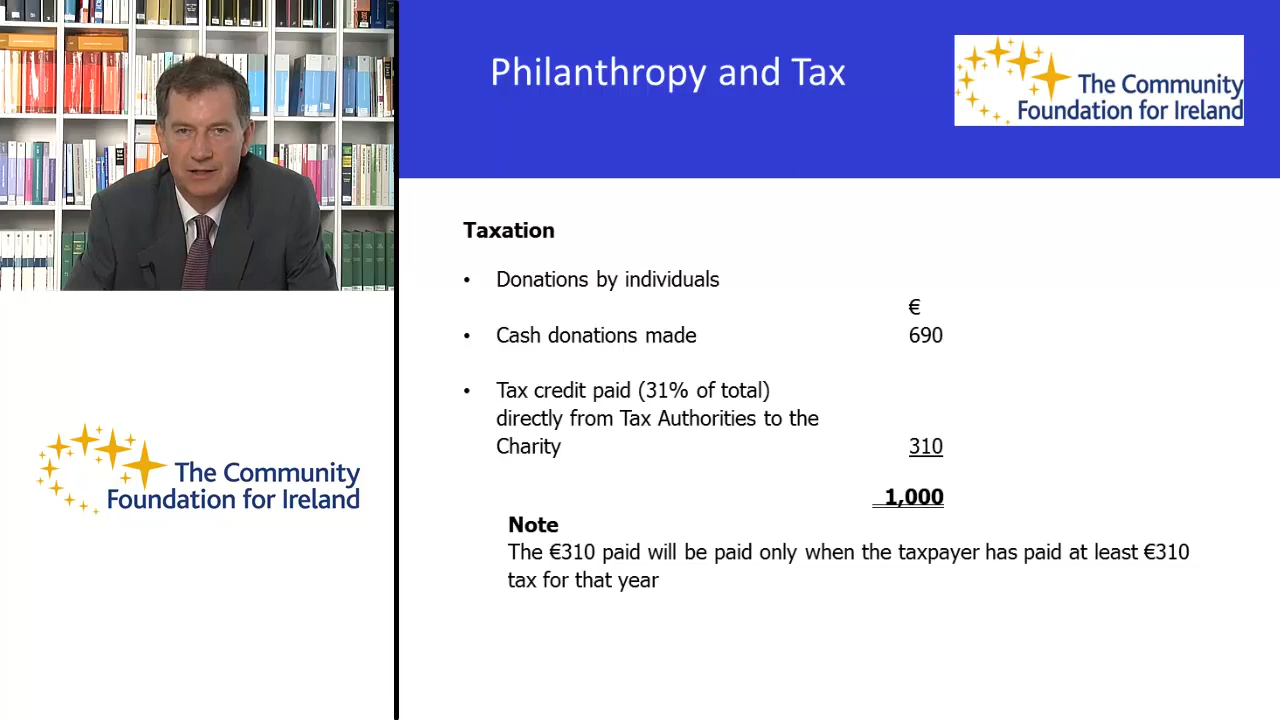 Philanthropy and Tax
The Community
Foundation for Ireland
Taxation
• Donations by individuals
€
• Cash donations made 690
• Tax credit paid (31% of total)
directly from Tax Authorities to the
Charity 310
1,000
Note
The €310 paid will be paid only when the taxpayer has paid at least €310
tax for that year
The Community
Foundation for Ireland